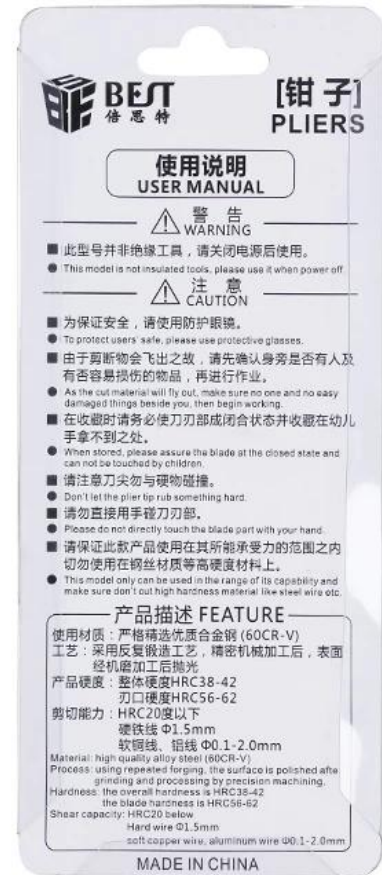 BEST
倍思特
[钳子]
PLIERS
使用说明
USER MANUAL
警 告
WARNING
■ 此型号并非绝缘工具，请关闭电源后使用。
● This model is not insulated tools, please use it when power off.
注 意
CAUTION
■ 为保证安全，请使用防护眼镜。
● To protect users' safe, please use protective glasses.
■ 由于剪断物会飞出之故，请先确认身旁是否有人及
有否容易损伤的物品，再进行作业。
● As the cut material will fly out, make sure no one and no easy
damaged things beside you, then begin working.
■ 在收藏时请务必使刀刃部成闭合状态并收藏在幼儿
手拿不到之处。
● When stored, please assure the blade at the closed state and
can not be touched by children.
■ 请注意刀尖勿与硬物碰撞。
● Don't let the plier tip rub something hard.
■ 请勿直接用手碰刀刃部。
● Please do not directly touch the blade part with your hand.
■ 请保证此款产品使用在其所能承受力的范围之内
切勿使用在钢丝材质等高硬度材料上。
● This model only can be used in the range of its capability and
make sure don't cut high hardness material like steel wire etc.
产品描述 FEATURE
使用材质：严格精选优质合金钢 (60CR-V)
工艺：采用反复锻造工艺，精密机械加工后，表面
经机磨加工后抛光
产品硬度：整体硬度HRC38-42
刃口硬度HRC56-62
剪切能力：HRC20度以下
硬铁线 Φ1.5mm
软铜线、铝线 Φ0.1-2.0mm
Material: high quality alloy steel (60CR-V)
Process: using repeated forging, the surface is polished afte
grinding and processing by precision machining.
Hardness: the overall hardness is HRC38-42
the blade hardness is HRC56-62
Shear capacity: HRC20 below
Hard wire Φ1.5mm
soft copper wire, aluminum wire Φ0.1-2.0mm
MADE IN CHINA